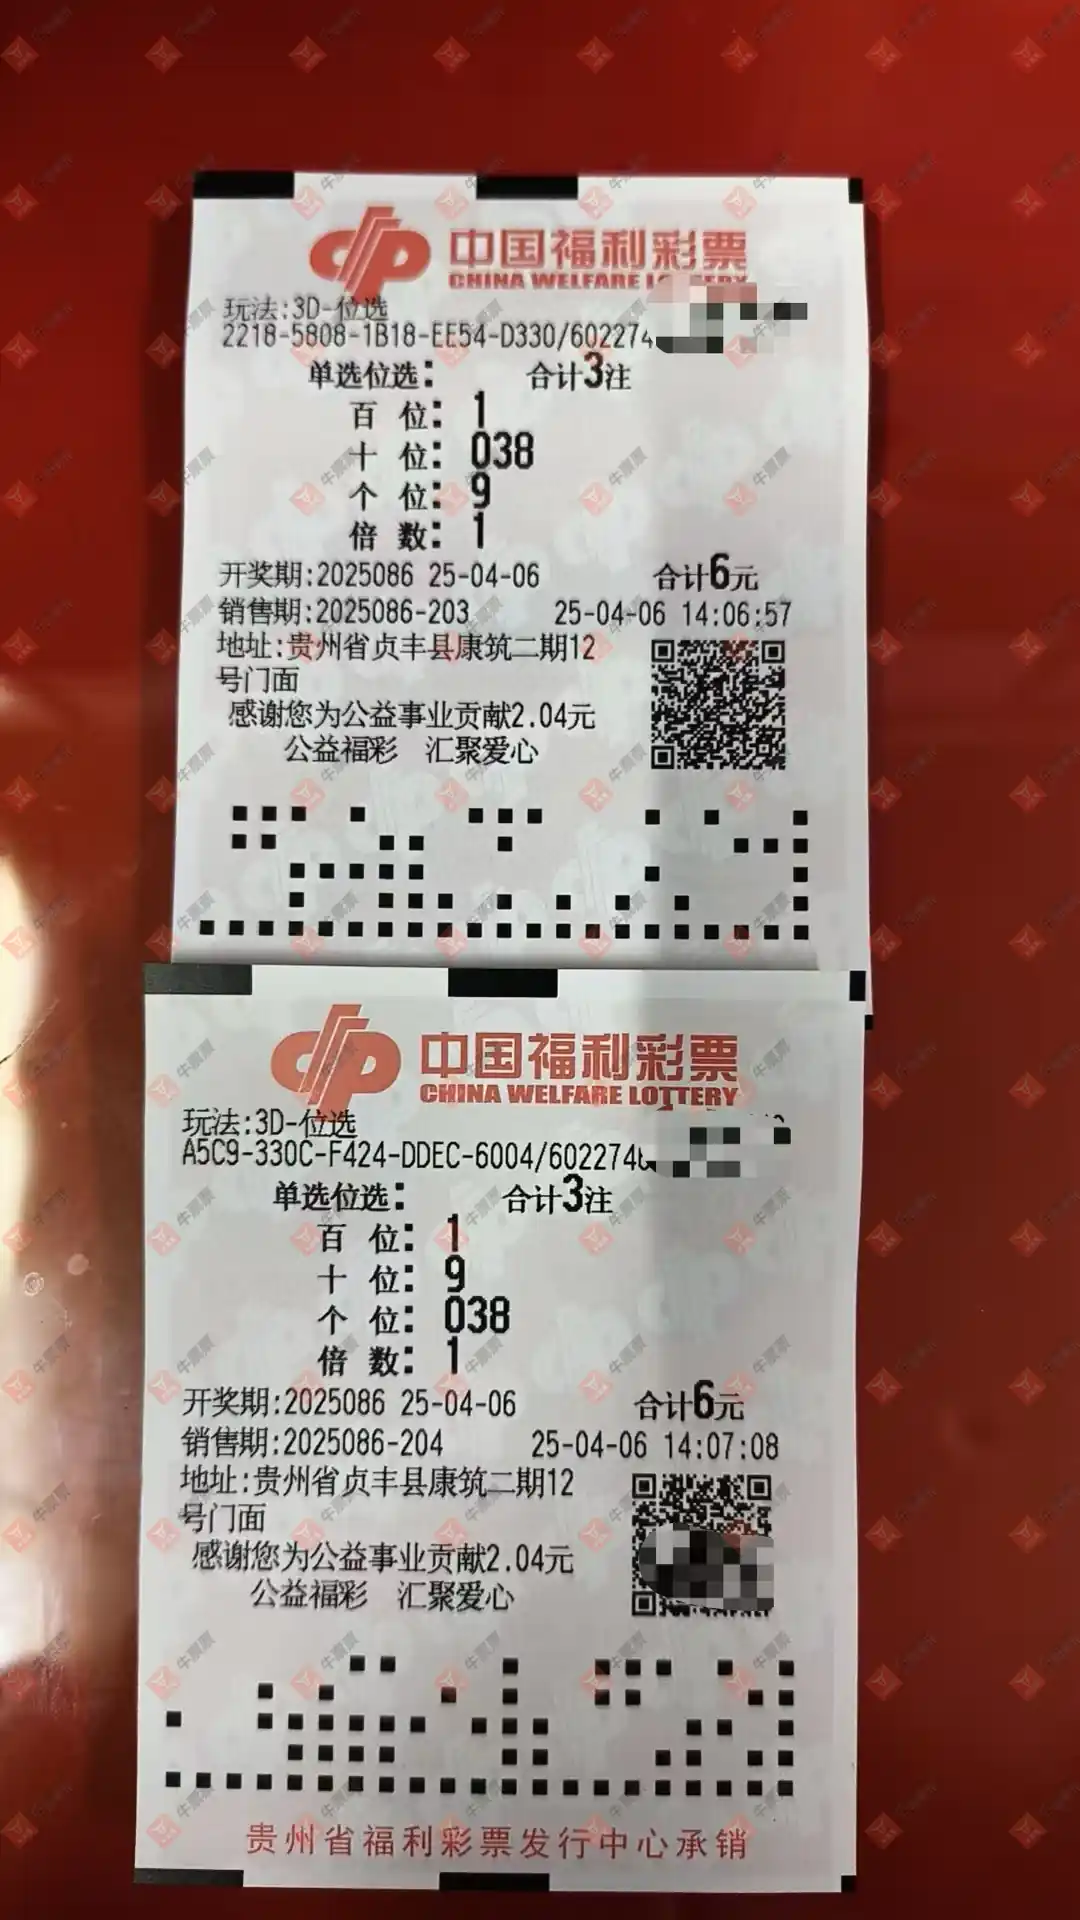 中国福利彩票
CHINA WELFARE LOTTERY
玩法:3D-位选
2218-5808-1B18-EE54-D330/602274
单选位选: 合计3注
百 位: 1
十 位: 038
个 位: 9
倍 数: 1
开奖期:2025086 25-04-06 合计6元
销售期:2025086-203 25-04-06 14:06:57
地址:贵州省贞丰县康筑二期12
号门面
感谢您为公益事业贡献2.04元
公益福彩 汇聚爱心
中国福利彩票
CHINA WELFARE LOTTERY
玩法:3D-位选
A5C9-330C-F424-DDEC-6004/602274
单选位选: 合计3注
百 位: 1
十 位: 9
个 位: 038
倍 数: 1
开奖期:2025086 25-04-06 合计6元
销售期:2025086-204 25-04-06 14:07:08
地址:贵州省贞丰县康筑二期12
号门面
感谢您为公益事业贡献2.04元
公益福彩 汇聚爱心
贵州省福利彩票发行中心承销